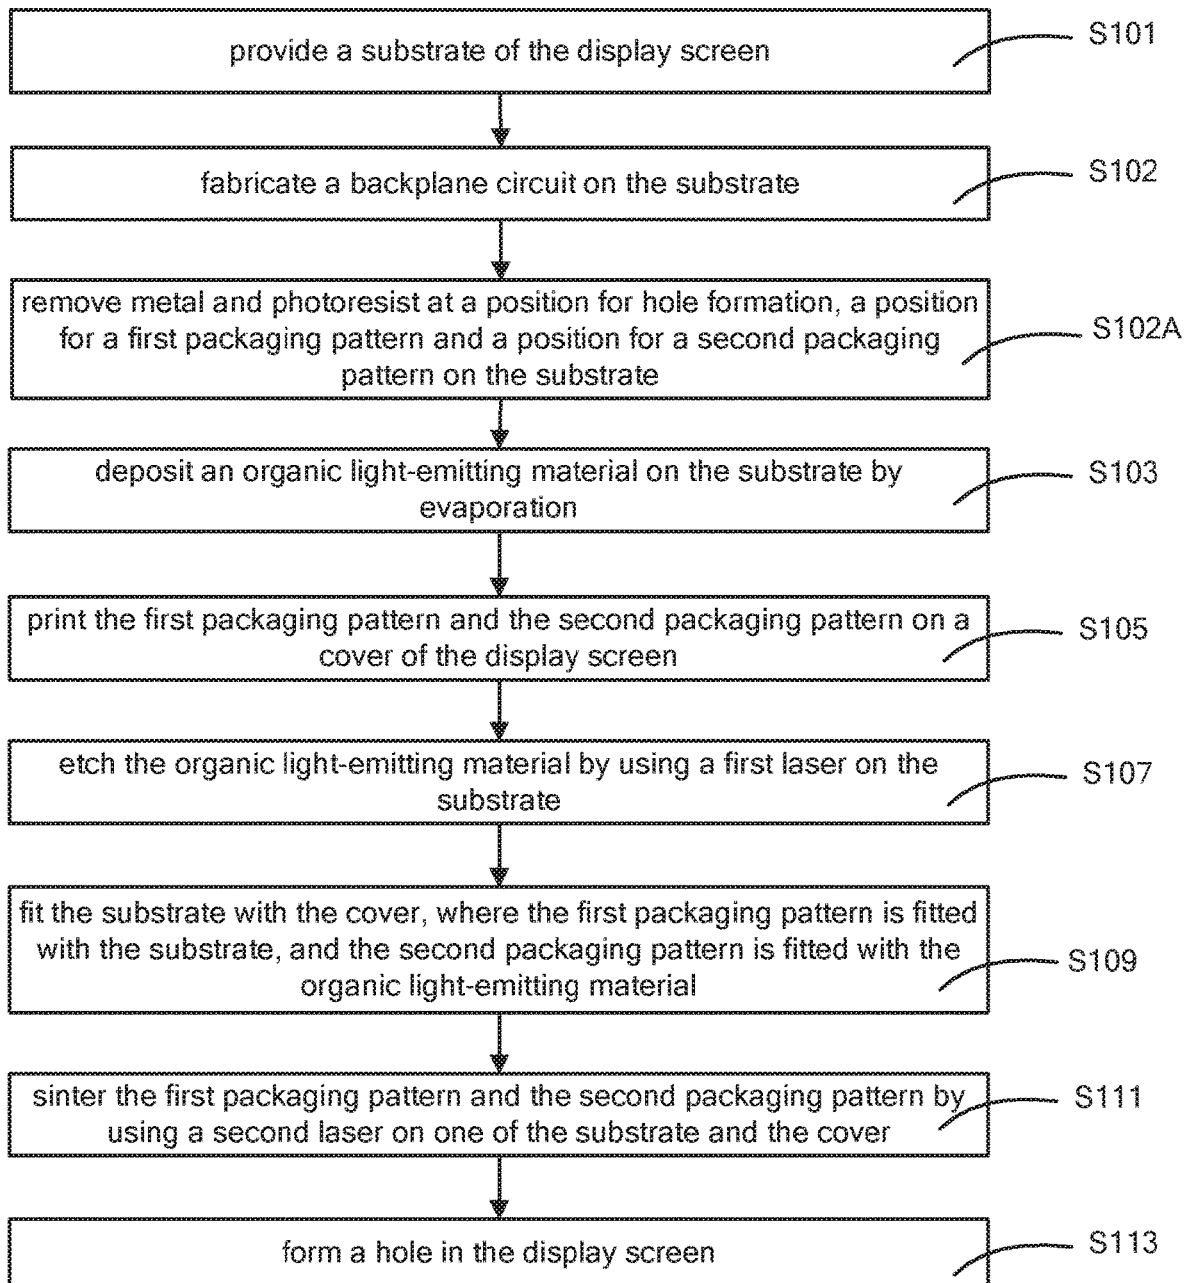 provide a substrate of the display screen
S101
fabricate a backplane circuit on the substrate
S102
remove metal and photoresist at a position for hole formation, a position
for a first packaging pattern and a position for a second packaging
pattern on the substrate
S102A
deposit an organic light-emitting material on the substrate by
evaporation
S103
print the first packaging pattern and the second packaging pattern on a
cover of the display screen
S105
etch the organic light-emitting material by using a first laser on the
substrate
S107
fit the substrate with the cover, where the first packaging pattern is fitted
with the substrate, and the second packaging pattern is fitted with the
organic light-emitting material
S109
sinter the first packaging pattern and the second packaging pattern by
using a second laser on one of the substrate and the cover
S111
form a hole in the display screen
S113